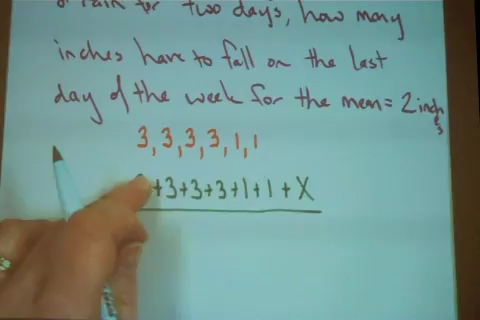 of rain for two days, how many
inches have to fall on the last
day of the week for the mean = 2 inches
3, 3, 3, 3, 1, 1
+3+3+3+1+1+X